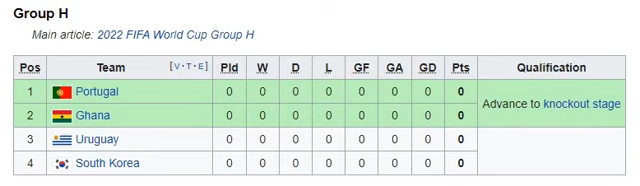 Group H
Main article: 2022 FIFA World Cup Group H
Pos Team [V·T·E] Pld W D L GF GA GD Pts Qualification
1 Portugal 0 0 0 0 0 0 0 0 Advance to knockout stage
2 Ghana 0 0 0 0 0 0 0 0
3 Uruguay 0 0 0 0 0 0 0 0
4 South Korea 0 0 0 0 0 0 0 0